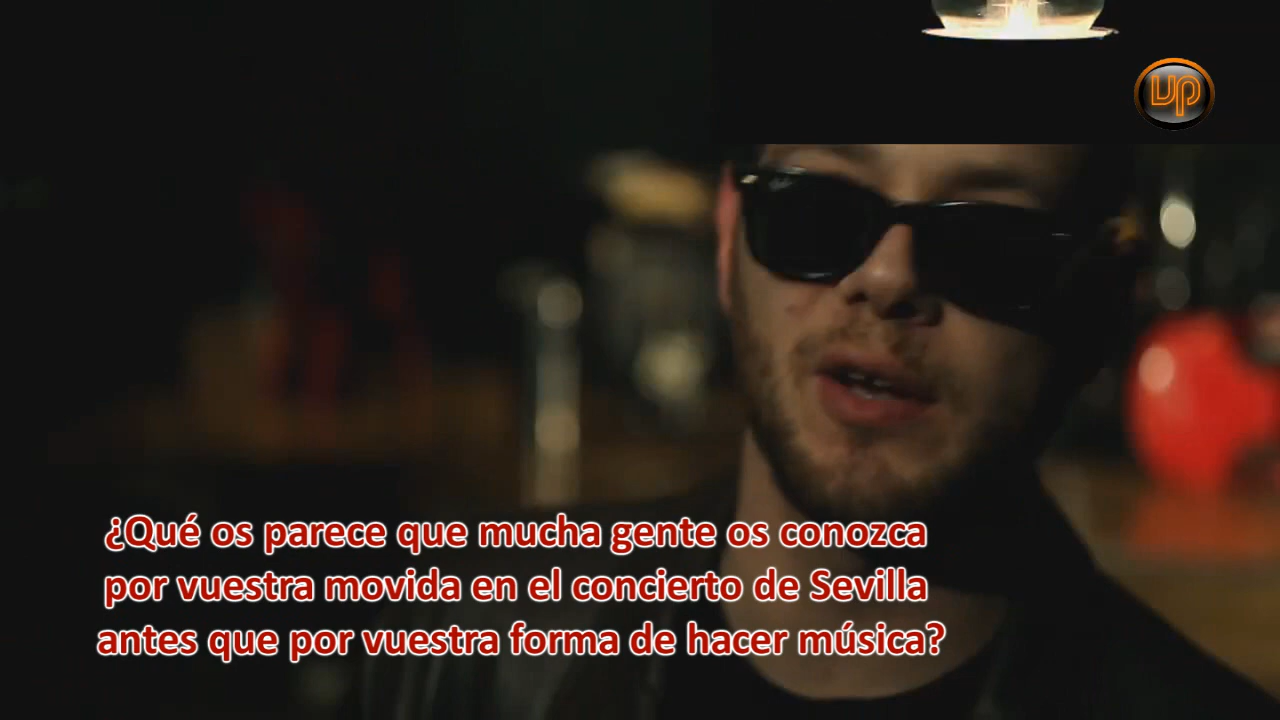 VP
¿Qué os parece que mucha gente os conozca
por vuestra movida en el concierto de Sevilla
antes que por vuestra forma de hacer música?